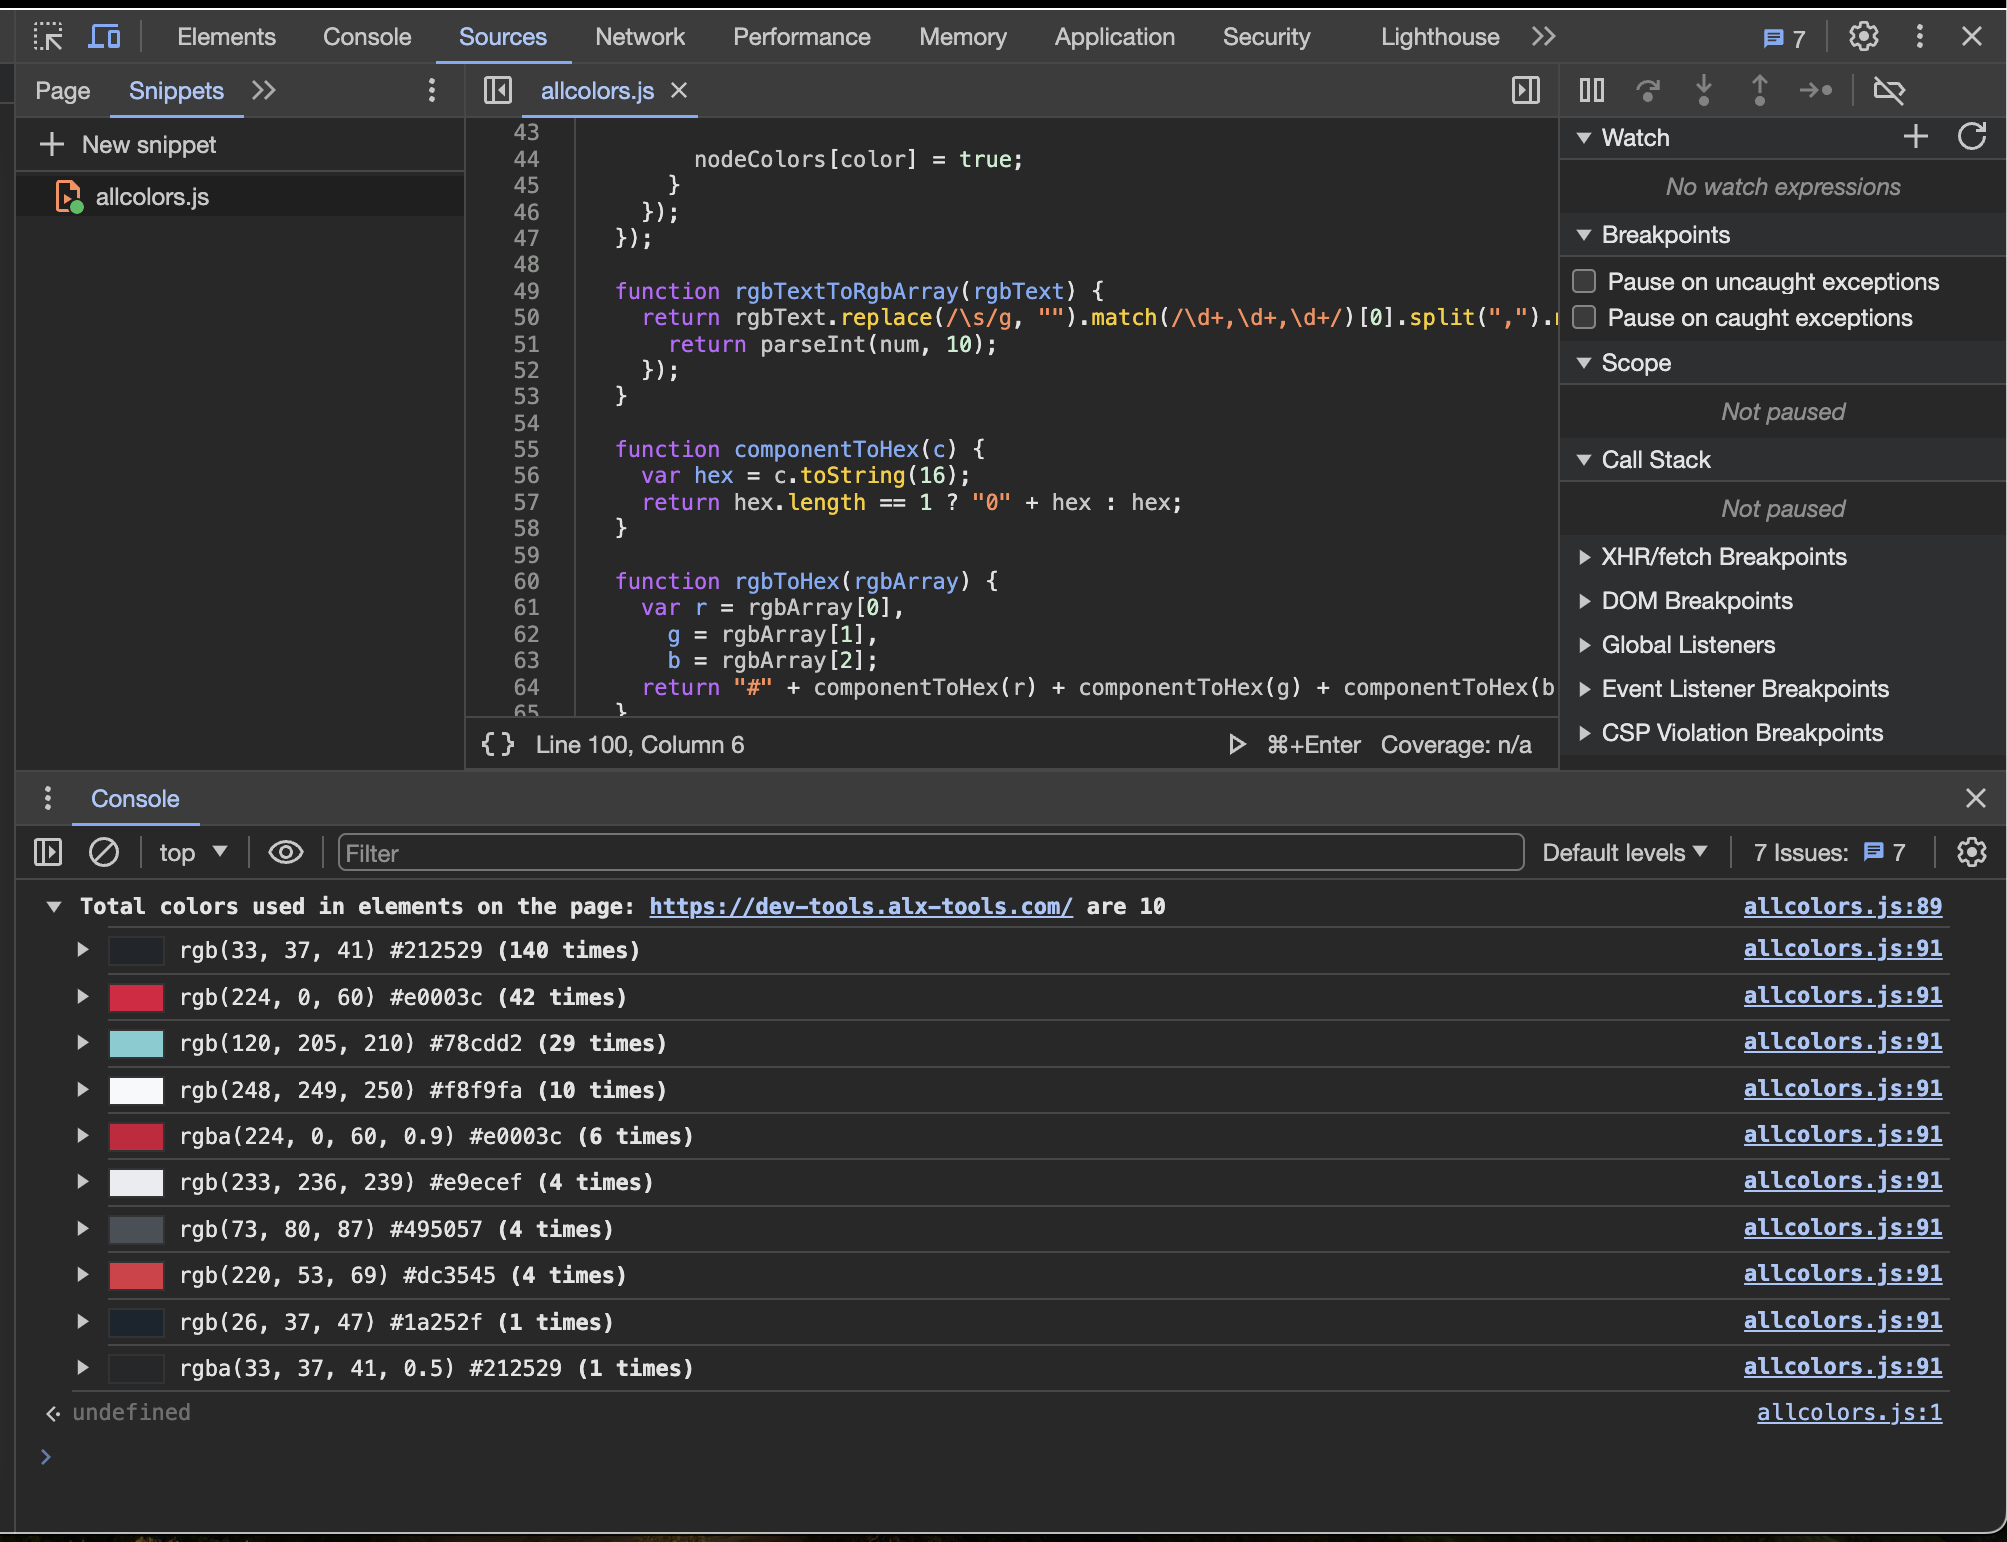 Elements Console Sources Network Performance Memory Application Security Lighthouse 7
Page Snippets
allcolors.js
New snippet
allcolors.js
43
44 nodeColors[color] = true;
45 }
46 });
47 });
48
49 function rgbTextToRgbArray(rgbText) {
50 return rgbText.replace(/\s/g, "").match(/\d+,\d+,\d+/)[0].split(",").
51 return parseInt(num, 10);
52 });
53 }
54
55 function componentToHex(c) {
56 var hex = c.toString(16);
57 return hex.length == 1 ? "0" + hex : hex;
58 }
59
60 function rgbToHex(rgbArray) {
61 var r = rgbArray[0],
62 g = rgbArray[1],
63 b = rgbArray[2];
64 return "#" + componentToHex(r) + componentToHex(g) + componentToHex(b
65 }
{ } Line 100, Column 6 ⌘+Enter Coverage: n/a
Watch
No watch expressions
Breakpoints
Pause on uncaught exceptions
Pause on caught exceptions
Scope
Not paused
Call Stack
Not paused
XHR/fetch Breakpoints
DOM Breakpoints
Global Listeners
Event Listener Breakpoints
CSP Violation Breakpoints
Console
top Filter Default levels 7 Issues: 7
Total colors used in elements on the page: https://dev-tools.alx-tools.com/ are 10 allcolors.js:89
rgb(33, 37, 41) #212529 (140 times) allcolors.js:91
rgb(224, 0, 60) #e0003c (42 times) allcolors.js:91
rgb(120, 205, 210) #78cdd2 (29 times) allcolors.js:91
rgb(248, 249, 250) #f8f9fa (10 times) allcolors.js:91
rgba(224, 0, 60, 0.9) #e0003c (6 times) allcolors.js:91
rgb(233, 236, 239) #e9ecef (4 times) allcolors.js:91
rgb(73, 80, 87) #495057 (4 times) allcolors.js:91
rgb(220, 53, 69) #dc3545 (4 times) allcolors.js:91
rgb(26, 37, 47) #1a252f (1 times) allcolors.js:91
rgba(33, 37, 41, 0.5) #212529 (1 times) allcolors.js:91
undefined allcolors.js:1